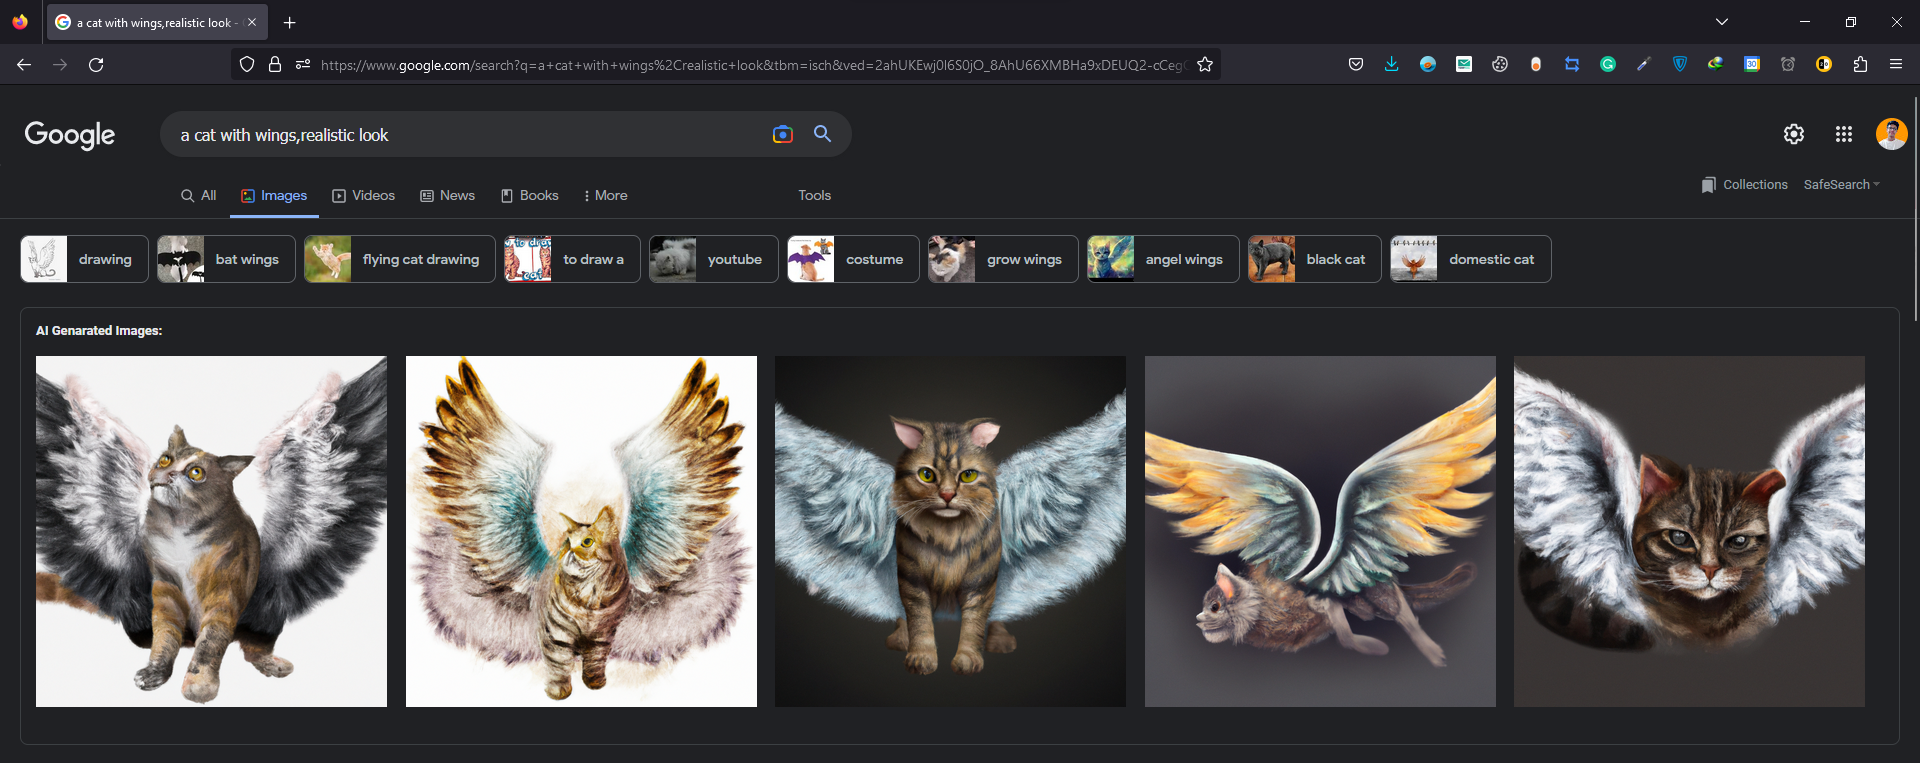 a cat with wings,realistic look - 
https://www.google.com/search?q=a+cat+with+wings%2Crealistic+look&tbm=isch&ved=2ahUKEwj0l6S0jO_8AhU66XMBHa9xDEUQ2-cCeg
30
Google
a cat with wings,realistic look
All
Images
Videos
News
Books
More
Tools
Collections
SafeSearch
drawing
bat wings
flying cat drawing
to draw a
youtube
costume
grow wings
angel wings
black cat
domestic cat
AI Genarated Images: